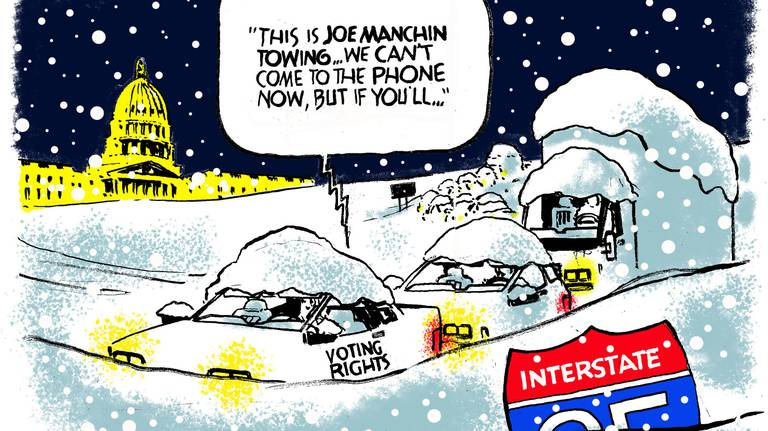 "THIS IS JOE MANCHIN
TOWING...WE CAN'T
COME TO THE PHONE
NOW, BUT IF YOU'LL..."
VOTING
RIGHTS
INTERSTATE
95